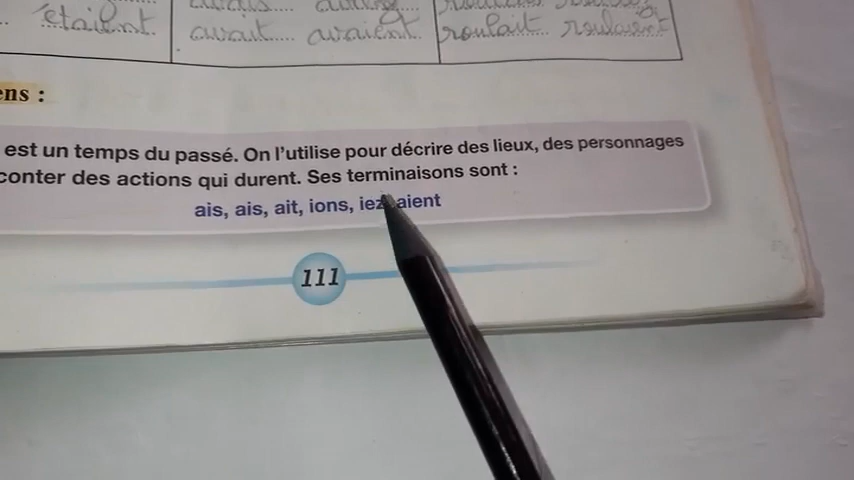 étaient avait avaient roulait roulaient
ens :
est un temps du passé. On l'utilise pour décrire des lieux, des personnages
conter des actions qui durent. Ses terminaisons sont :
ais, ais, ait, ions, iez, aient
111